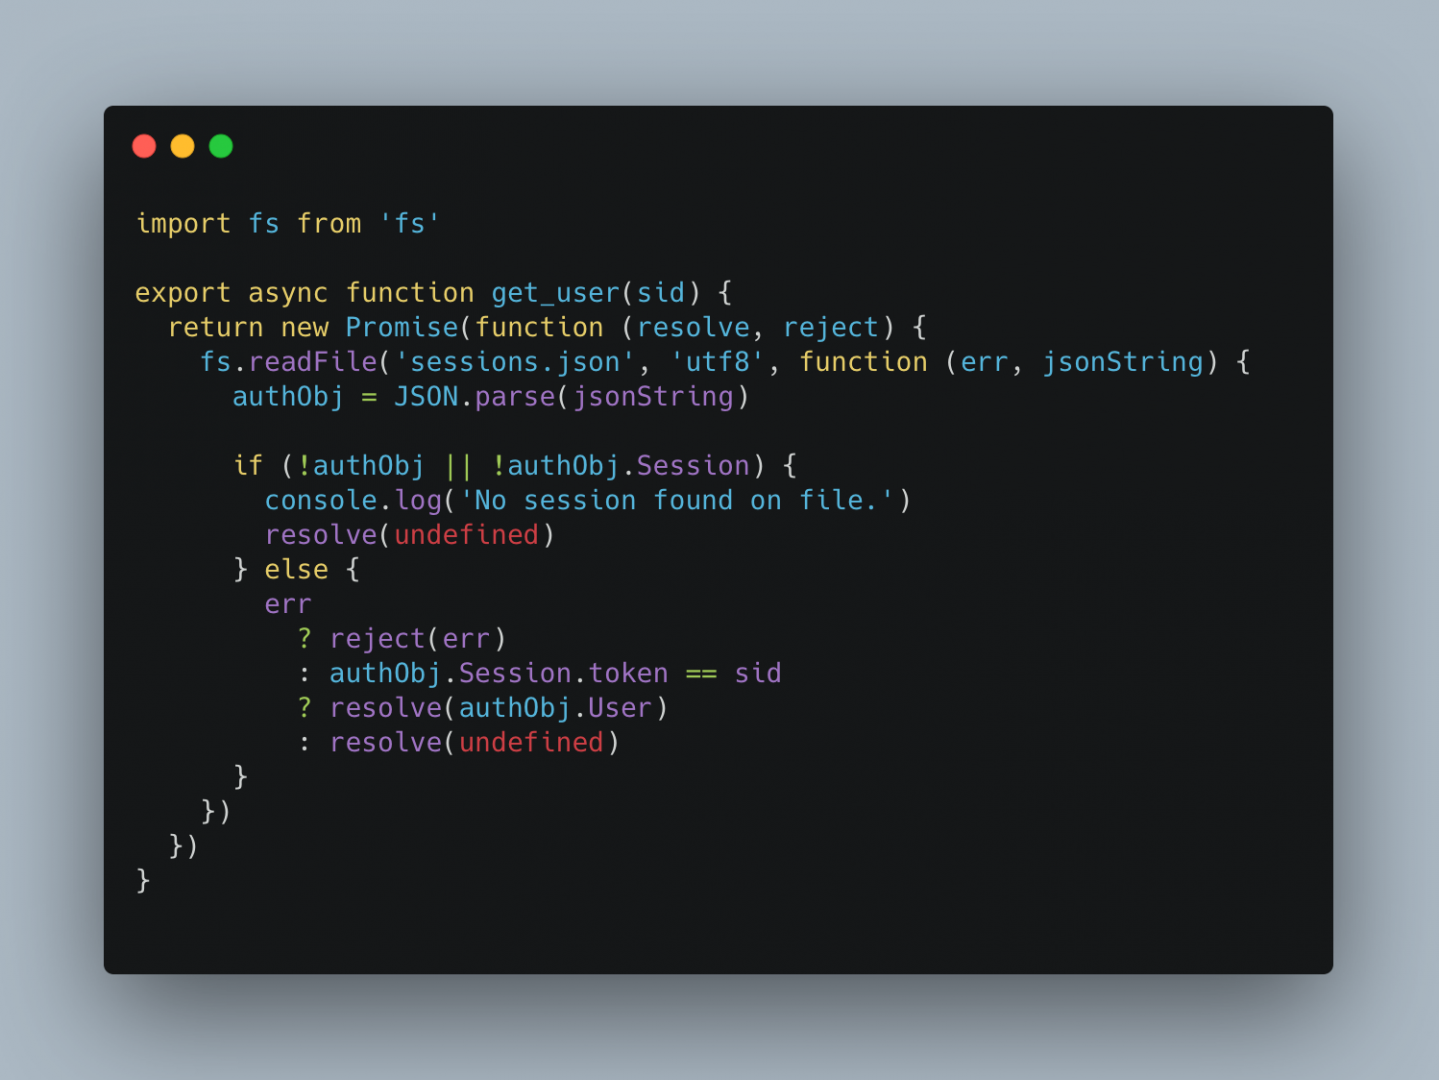 import fs from 'fs'

export async function get_user(sid) {
  return new Promise(function (resolve, reject) {
    fs.readFile('sessions.json', 'utf8', function (err, jsonString) {
      authObj = JSON.parse(jsonString)

      if (!authObj || !authObj.Session) {
        console.log('No session found on file.')
        resolve(undefined)
      } else {
        err
          ? reject(err)
          : authObj.Session.token == sid
          ? resolve(authObj.User)
          : resolve(undefined)
      }
    })
  })
}